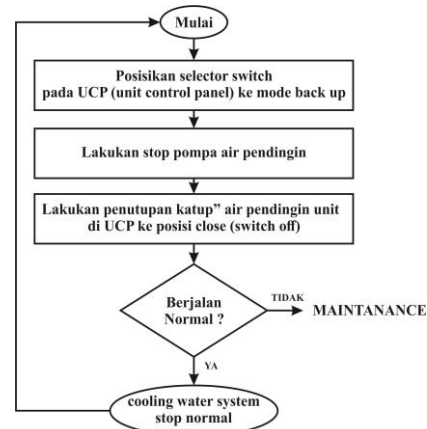 Mulai
Posisikan selector switch
pada UCP (unit control panel) ke mode back up
Lakukan stop pompa air pendingin
Lakukan penutupan katup” air pendingin unit
di UCP ke posisi close (switch off)
Berjalan
Normal ?
TIDAK
MAINTANANCE
YA
cooling water system
stop normal